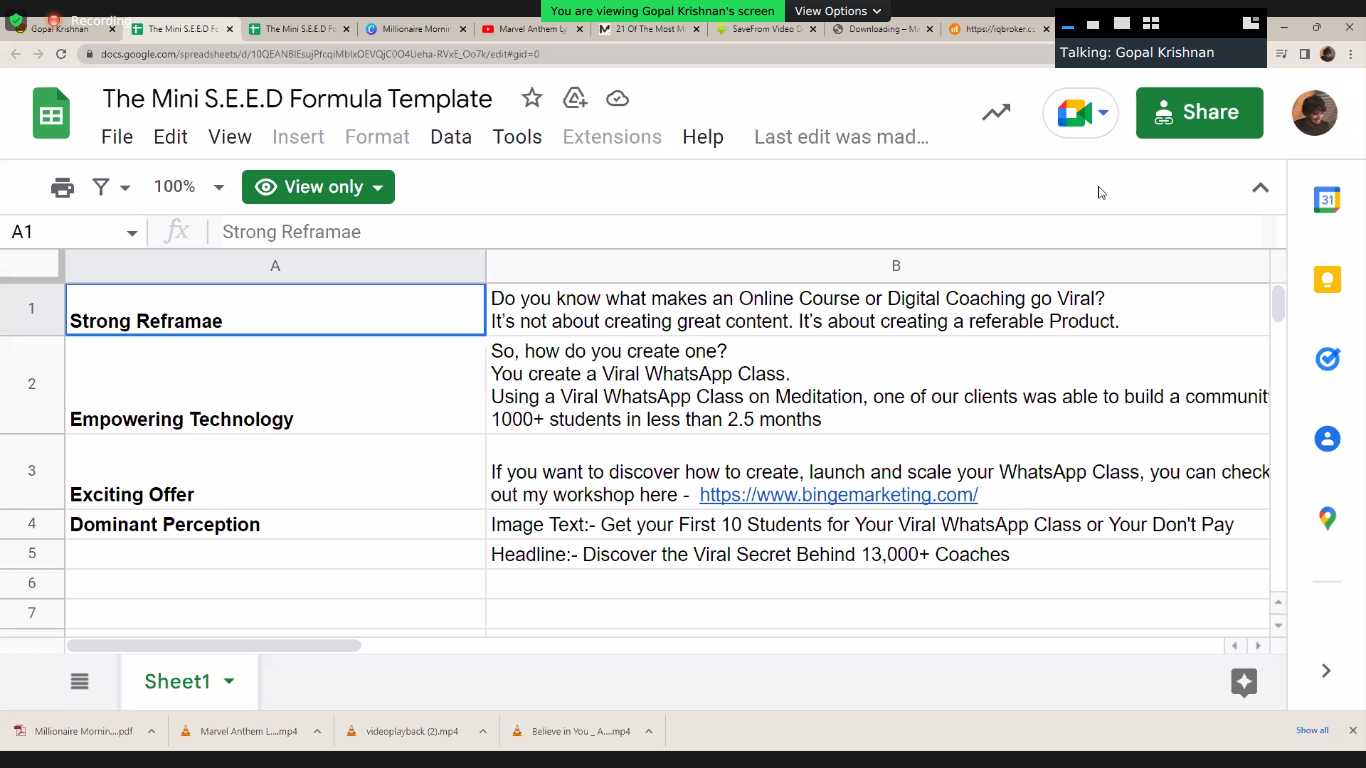 You are viewing Gopal Krishnan's screen
View Options
Recording
Gopal Krishnan
The Mini S.E.E.D Fo
The Mini S.E.E.D Fo
Millionaire Mornin
Marvel Anthem Ly
21 Of The Most M
SaveFrom Video D
Downloading – Ma
https://iqbroker.cc
Talking: Gopal Krishnan
docs.google.com/spreadsheets/d/10QEANBlEsujPfcqiMbIxOEVQjC0O4Ueha-RVxE_Oo7k/edit#gid=0
The Mini S.E.E.D Formula Template
Share
File Edit View Insert Format Data Tools Extensions Help Last edit was mad...
100%
View only
31
A1
fx
Strong Reframae
A B
1
Strong Reframae
Do you know what makes an Online Course or Digital Coaching go Viral?
It's not about creating great content. It's about creating a referable Product.
2
Empowering Technology
So, how do you create one?
You create a Viral WhatsApp Class.
Using a Viral WhatsApp Class on Meditation, one of our clients was able to build a communit
1000+ students in less than 2.5 months
3
Exciting Offer
If you want to discover how to create, launch and scale your WhatsApp Class, you can check
out my workshop here - https://www.bingemarketing.com/
4
Dominant Perception
Image Text:- Get your First 10 Students for Your Viral WhatsApp Class or Your Don't Pay
5
Headline:- Discover the Viral Secret Behind 13,000+ Coaches
6
7
Sheet1
Millionaire Mornin....pdf
Marvel Anthem L....mp4
videoplayback (2).mp4
Believe in You _ A....mp4
Show all